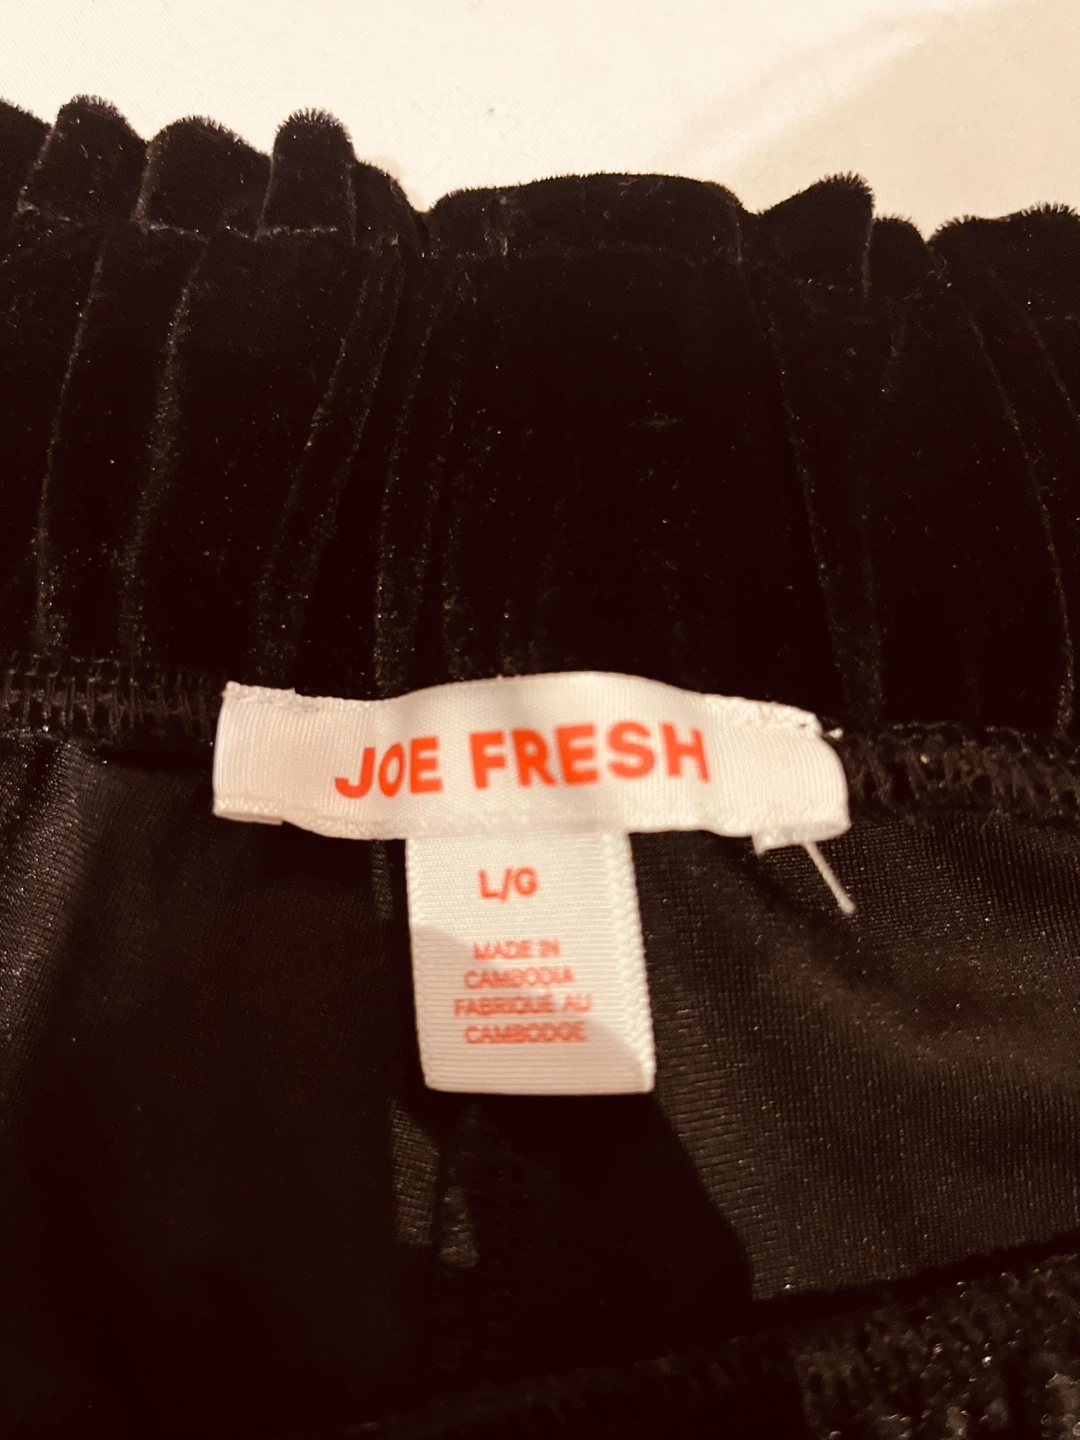 JOE FRESH
L/G
MADE IN
CAMBODIA
FABRIQUÉ AU
CAMBODGE